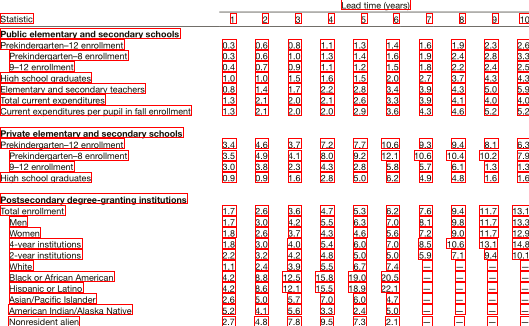 Lead time (years)
Statistic 1 2 3 4 5 6 7 8 9 10
Public elementary and secondary schools
Prekindergarten–12 enrollment 0.3 0.6 0.8 1.1 1.3 1.4 1.6 1.9 2.3 2.6
Prekindergarten–8 enrollment 0.3 0.6 1.0 1.3 1.4 1.6 1.9 2.4 2.8 3.3
9–12 enrollment 0.4 0.7 0.9 1.1 1.2 1.5 1.8 2.2 2.4 2.5
High school graduates 1.0 1.0 1.5 1.6 1.5 2.0 2.7 3.7 4.3 4.3
Elementary and secondary teachers 0.8 1.4 1.7 2.2 2.8 3.4 3.9 4.3 5.0 5.9
Total current expenditures 1.3 2.1 2.0 2.1 2.6 3.3 3.9 4.1 4.0 4.0
Current expenditures per pupil in fall enrollment 1.3 2.1 2.0 2.0 2.9 3.6 4.3 4.6 5.2 5.2
Private elementary and secondary schools
Prekindergarten–12 enrollment 3.4 4.6 3.7 7.2 7.7 10.6 9.3 9.4 8.1 6.3
Prekindergarten–8 enrollment 3.5 4.9 4.1 8.0 9.2 12.1 10.6 10.4 10.2 7.9
9–12 enrollment 3.0 3.8 2.3 4.3 2.8 5.8 5.7 6.1 1.3 1.3
High school graduates 0.9 0.9 1.6 2.8 5.0 6.2 4.9 4.8 1.6 1.6
Postsecondary degree-granting institutions
Total enrollment 1.7 2.6 3.6 4.7 5.3 6.2 7.6 9.4 11.7 13.1
Men 1.7 3.0 4.2 5.5 6.3 7.0 8.1 9.8 11.7 13.3
Women 1.8 2.6 3.7 4.3 4.6 5.6 7.2 9.0 11.7 12.9
4-year institutions 1.8 3.0 4.0 5.4 6.0 7.0 8.5 10.6 13.1 14.8
2-year institutions 2.2 3.2 4.2 4.8 5.0 5.0 5.9 7.1 9.4 10.1
White 1.1 2.4 3.9 5.5 6.7 7.4 — — — —
Black or African American 4.2 8.8 12.5 15.8 19.0 20.5 — — — —
Hispanic or Latino 4.2 8.6 12.1 15.5 18.9 22.1 — — — —
Asian/Pacific Islander 2.6 5.0 5.7 7.0 6.0 4.7 — — — —
American Indian/Alaska Native 5.2 4.1 5.6 3.3 2.4 5.0 — — — —
Nonresident alien 2.7 4.8 7.8 9.5 7.3 2.1 — — — —